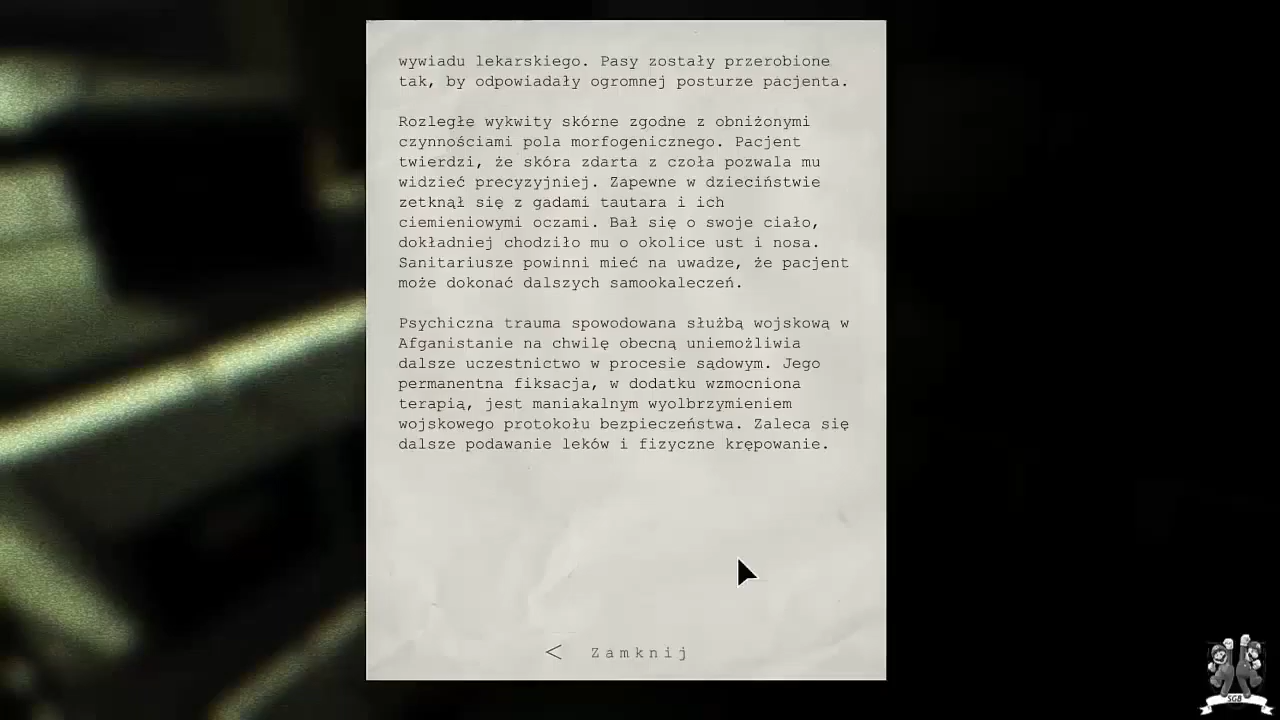 wywiadu lekarskiego. Pasy zostały przerobione
tak, by odpowiadały ogromnej posturze pacjenta.
Rozległe wykwity skórne zgodne z obniżonymi
czynnościami pola morfogenicznego. Pacjent
twierdzi, że skóra zdarta z czoła pozwala mu
widzieć precyzyjniej. Zapewne w dzieciństwie
zetknął się z gadami tautara i ich
ciemieniowymi oczami. Bał się o swoje ciało,
dokładniej chodziło mu o okolice ust i nosa.
Sanitariusze powinni mieć na uwadze, że pacjent
może dokonać dalszych samookaleczeń.
Psychiczna trauma spowodowana służbą wojskową w
Afganistanie na chwilę obecną uniemożliwia
dalsze uczestnictwo w procesie sądowym. Jego
permanentna fiksacja, w dodatku wzmocniona
terapią, jest maniakalnym wyolbrzymieniem
wojskowego protokołu bezpieczeństwa. Zaleca się
dalsze podawanie leków i fizyczne krępowanie.
< Zamknij
SGB